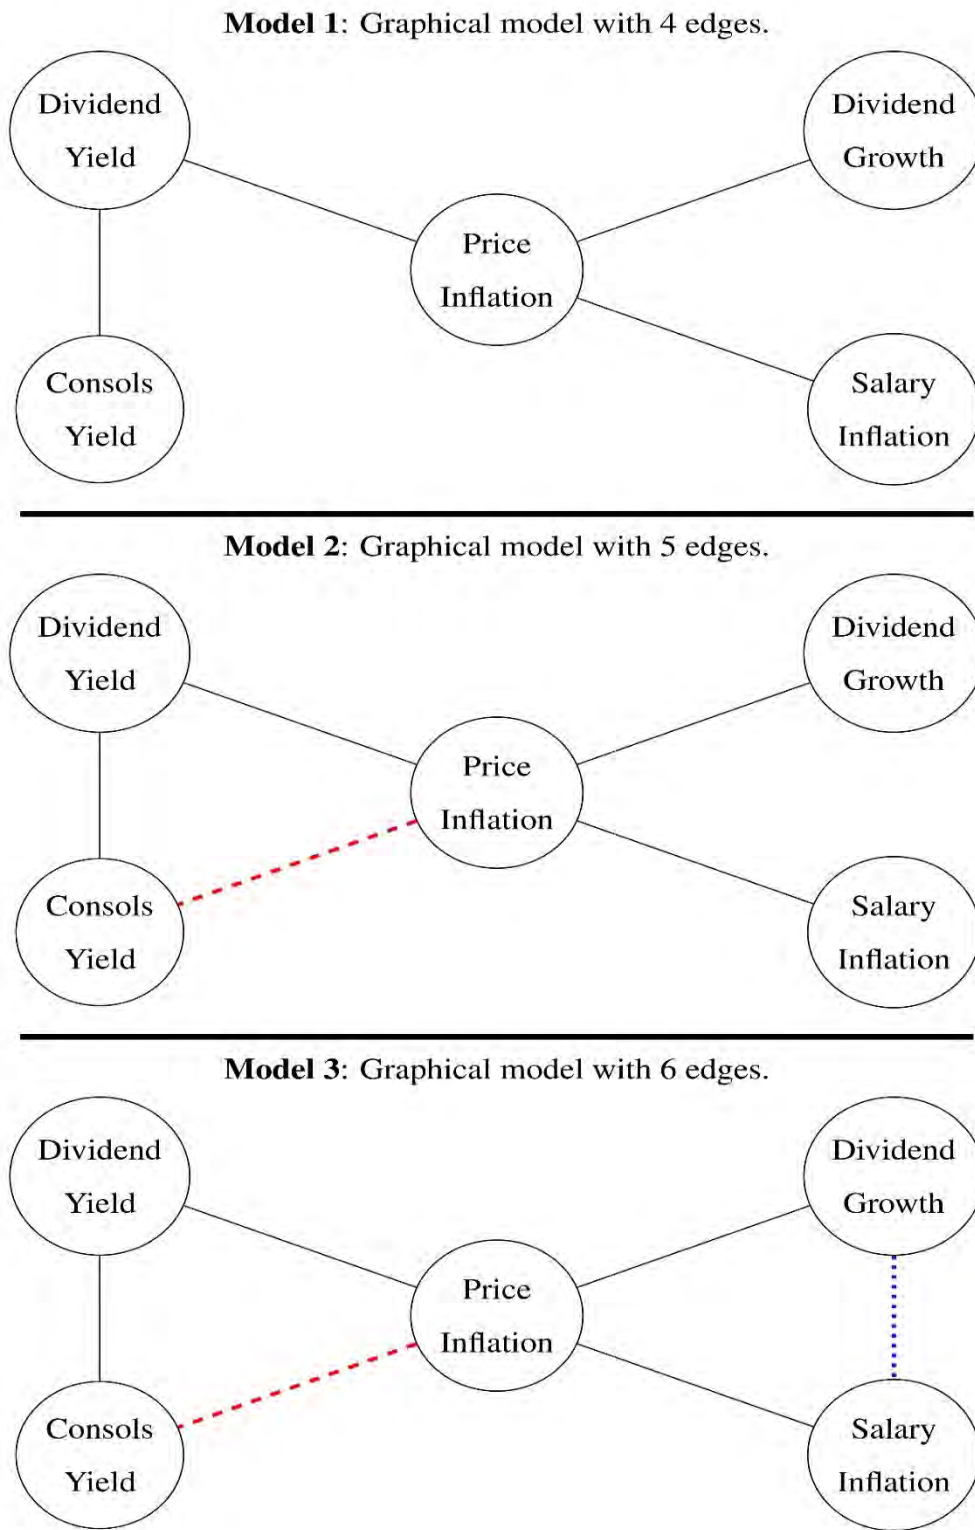 Model 1: Graphical model with 4 edges.
Dividend
Yield
Dividend
Growth
Price
Inflation
Consols
Yield
Salary
Inflation
Model 2: Graphical model with 5 edges.
Dividend
Yield
Dividend
Growth
Price
Inflation
Consols
Yield
Salary
Inflation
Model 3: Graphical model with 6 edges.
Dividend
Yield
Dividend
Growth
Price
Inflation
Consols
Yield
Salary
Inflation